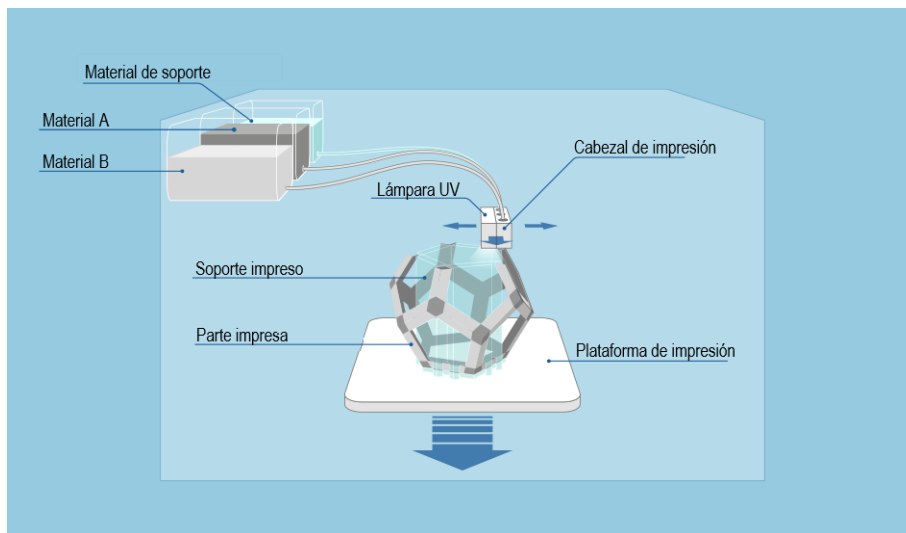 Material de soporte
Material A
Material B
Cabezal de impresión
Lámpara UV
Soporte impreso
Parte impresa
Plataforma de impresión